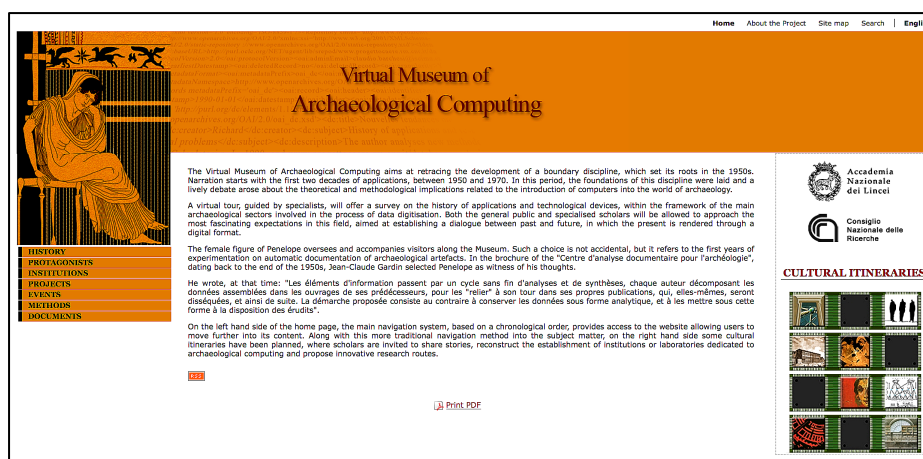 Home About the Project Site map Search | Engli
Virtual Museum of
Archaeological Computing
The Virtual Museum of Archaeological Computing aims at retracing the development of a boundary discipline, which set its roots in the 1950s.
Narration starts with the first two decades of applications, between 1950 and 1970. In this period, the foundations of this discipline were laid and a
lively debate arose about the theoretical and methodological implications related to the introduction of computers into the world of archaeology.
A virtual tour, guided by specialists, will offer a survey on the history of applications and technological devices, within the framework of the main
archaeological sectors involved in the process of data digitisation. Both the general public and specialised scholars will be allowed to approach the
most fascinating expectations in this field, aimed at establishing a dialogue between past and future, in which the present is rendered through a
digital format.
The female figure of Penelope oversees and accompanies visitors along the Museum. Such a choice is not accidental, but it refers to the first years of
experimentation on automatic documentation of archaeological artefacts. In the brochure of the "Centre d'analyse documentaire pour l'archéologie",
dating back to the end of the 1950s, Jean-Claude Gardin selected Penelope as witness of his thoughts.
He wrote, at that time: "Les éléments d'information passent par un cycle sans fin d'analyses et de synthèses, chaque auteur décomposant les
données assemblées dans les ouvrages de ses prédécesseurs, pour les "relier" à son tour dans ses propres publications, qui, elles-mêmes, seront
disséquées, et ainsi de suite. La démarche proposée consiste au contraire à conserver les données sous forme analytique, et à les mettre sous cette
forme à la disposition des érudits".
On the left hand side of the home page, the main navigation system, based on a chronological order, provides access to the website allowing users to
move further into its content. Along with this more traditional navigation method into the subject matter, on the right hand side some cultural
itineraries have been planned, where scholars are invited to share stories, reconstruct the establishment of institutions or laboratories dedicated to
archaeological computing and propose innovative research routes.
RSS
Print PDF
HISTORY
PROTAGONISTS
INSTITUTIONS
PROJECTS
EVENTS
METHODS
DOCUMENTS
Accademia
Nazionale
dei Lincei
Consiglio
Nazionale delle
Ricerche
CULTURAL ITINERARIES